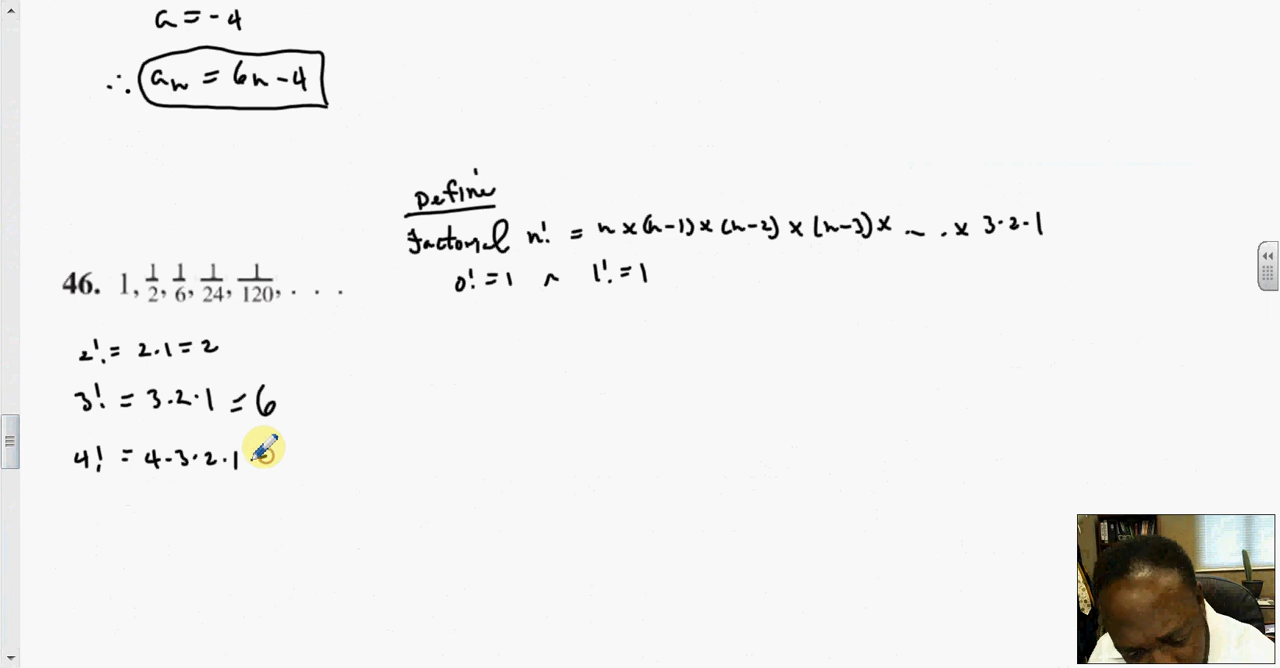 a = -4
∴ aₙ = 6n - 4
Define
Factorial n! = n × (n-1) × (n-2) × (n-3) × ... × 3·2·1
0! = 1 ^ 1! = 1
46. 1, 1/2, 1/6, 1/24, 1/120, . . .
2! = 2·1 = 2
3! = 3·2·1 = 6
4! = 4·3·2·1